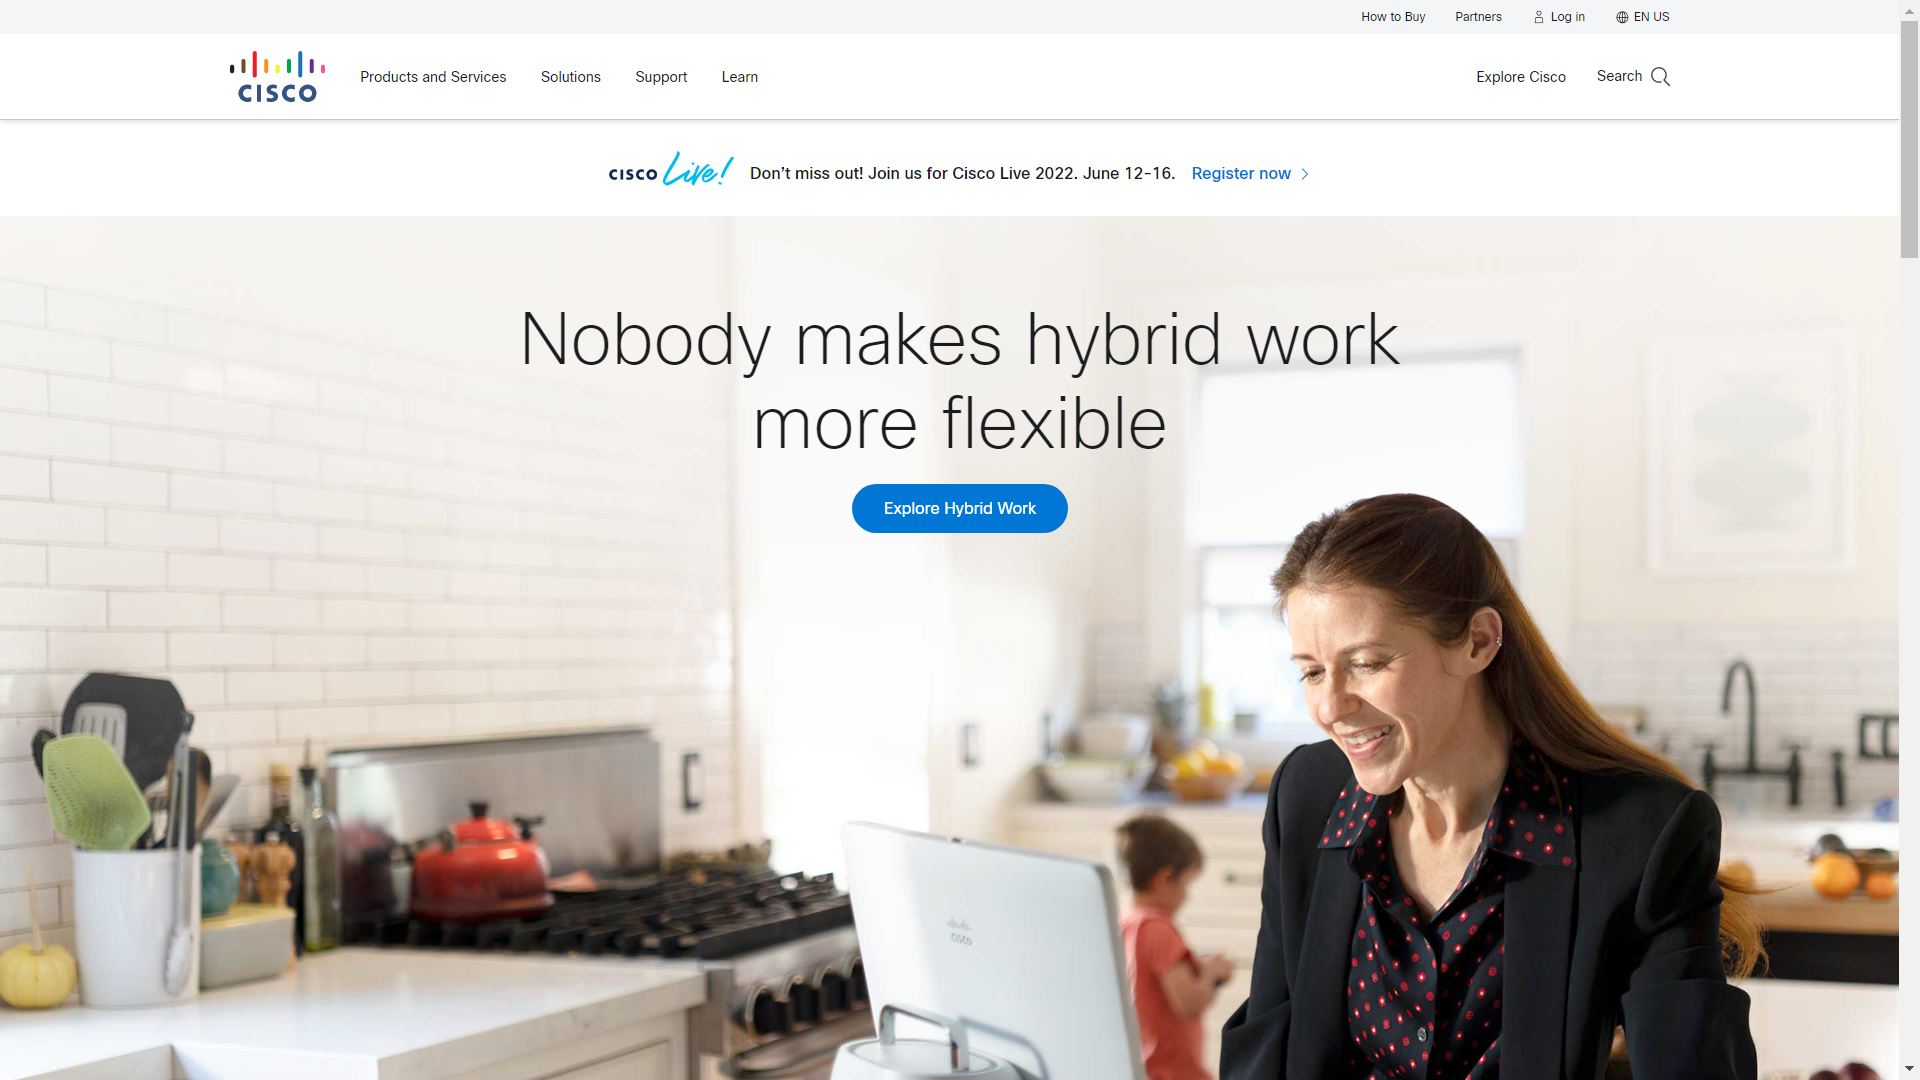 How to Buy
Partners
Log in
EN US
CISCO
Products and Services
Solutions
Support
Learn
Explore Cisco
Search
CISCO Live!
Don't miss out! Join us for Cisco Live 2022. June 12-16.
Register now
Nobody makes hybrid work
more flexible
Explore Hybrid Work
CISCO